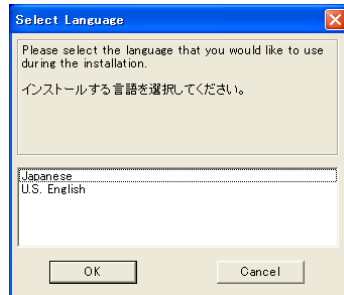 Select Language
Please select the language that you would like to use
during the installation.
インストールする言語を選択してください。
Japanese
U.S. English
OK
Cancel